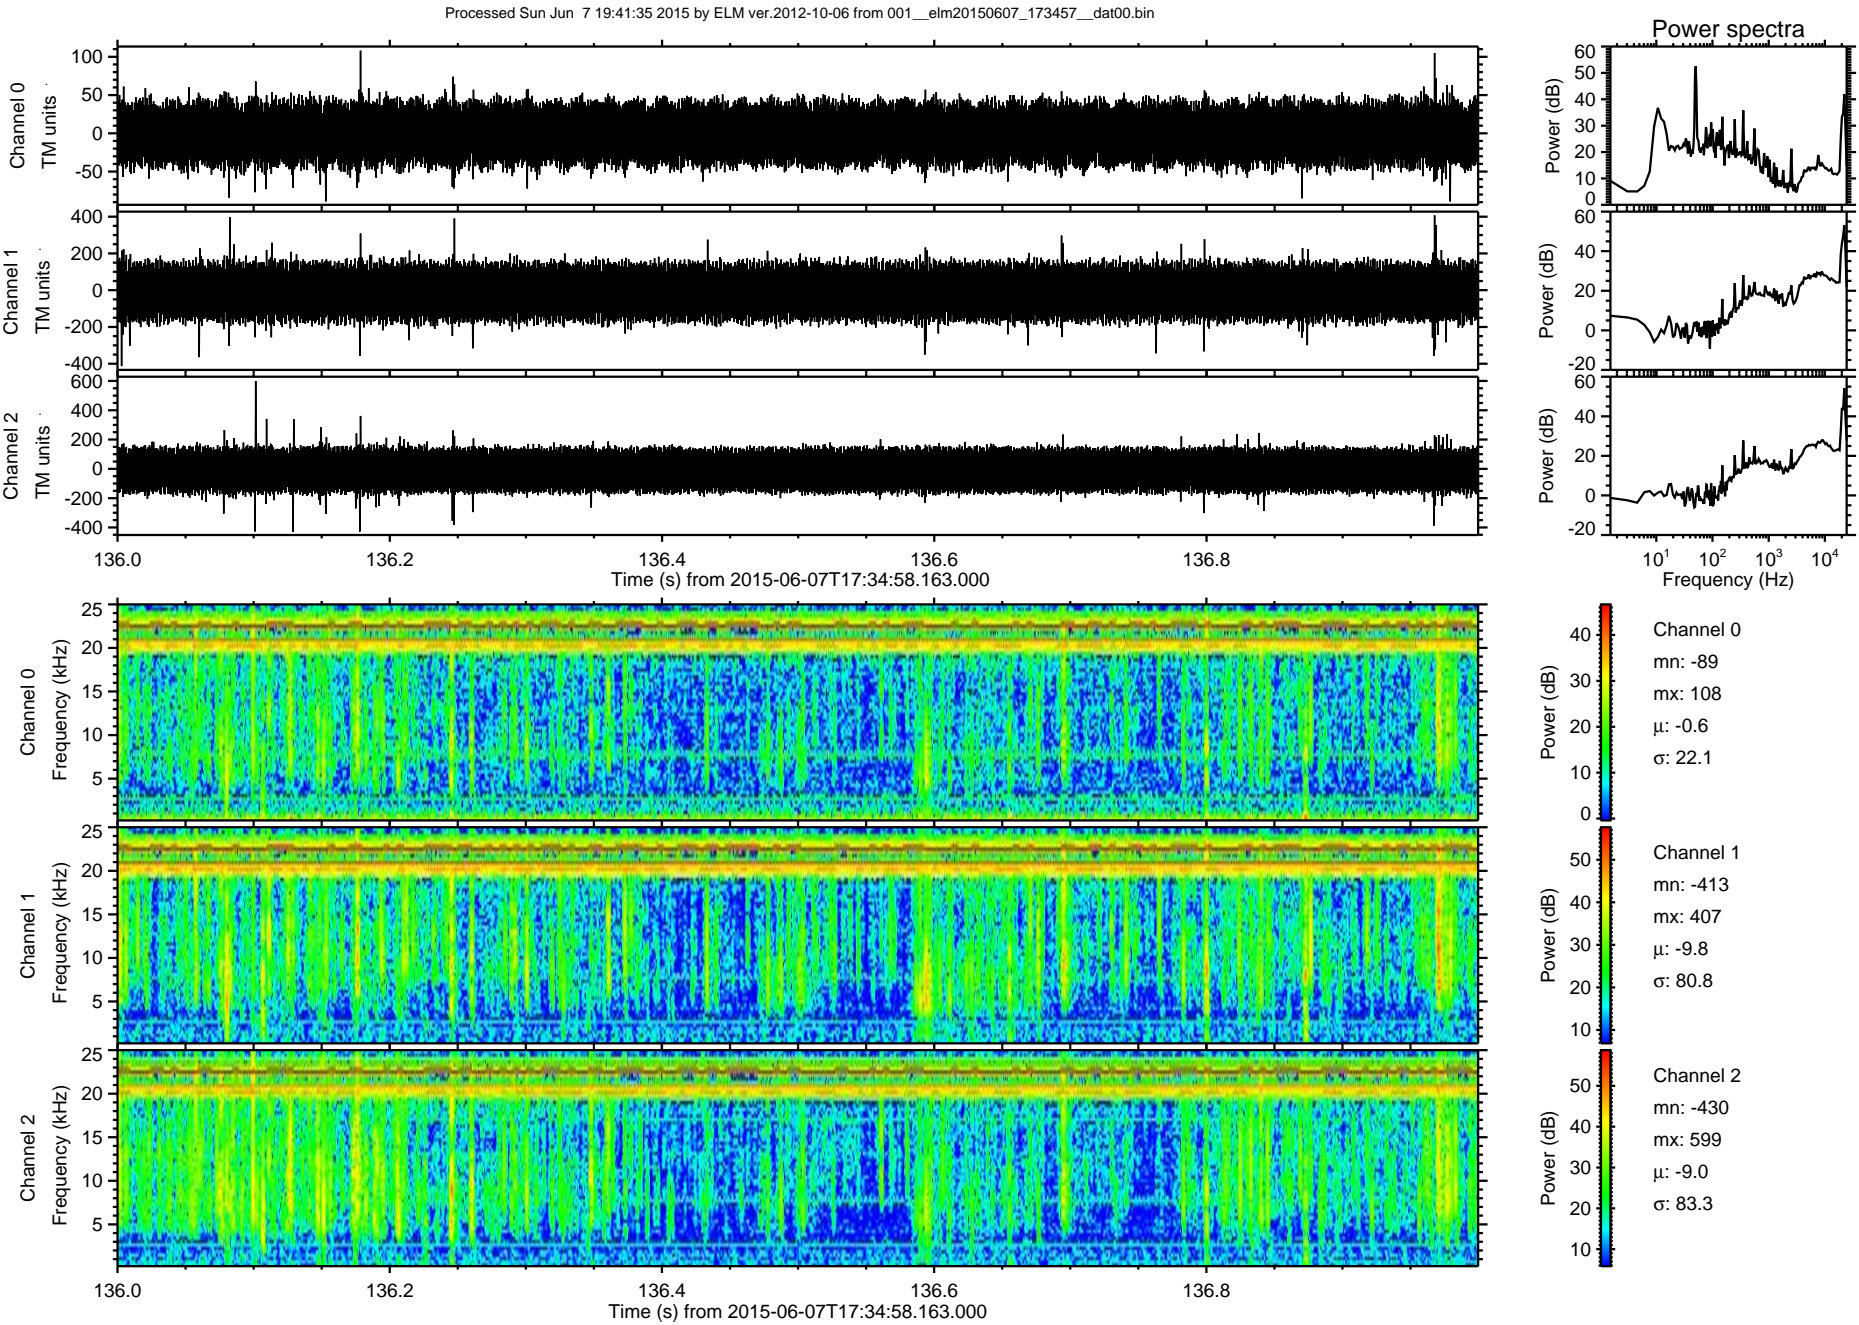 Processed Sun Jun 7 19:41:35 2015 by ELM ver.2012-10-06 from 001__elm20150607_173457__dat00.bin
Power spectra
Channel 0
TM units
100
50
0
-50
Power (dB)
60
50
40
30
20
10
0
Channel 1
TM units
400
200
0
-200
-400
Power (dB)
60
40
20
0
-20
Channel 2
TM units
600
400
200
0
-200
-400
Power (dB)
60
40
20
0
-20
136.0 136.2 136.4 136.6 136.8
Time (s) from 2015-06-07T17:34:58.163.000
10¹ 10² 10³ 10⁴
Frequency (Hz)
Channel 0
Frequency (kHz)
25
20
15
10
5
Power (dB)
40
30
20
10
0
Channel 0
mn: -89
mx: 108
μ: -0.6
σ: 22.1
Channel 1
Frequency (kHz)
25
20
15
10
5
Power (dB)
50
40
30
20
10
Channel 1
mn: -413
mx: 407
μ: -9.8
σ: 80.8
Channel 2
Frequency (kHz)
25
20
15
10
5
Power (dB)
50
40
30
20
10
Channel 2
mn: -430
mx: 599
μ: -9.0
σ: 83.3
136.0 136.2 136.4 136.6 136.8
Time (s) from 2015-06-07T17:34:58.163.000